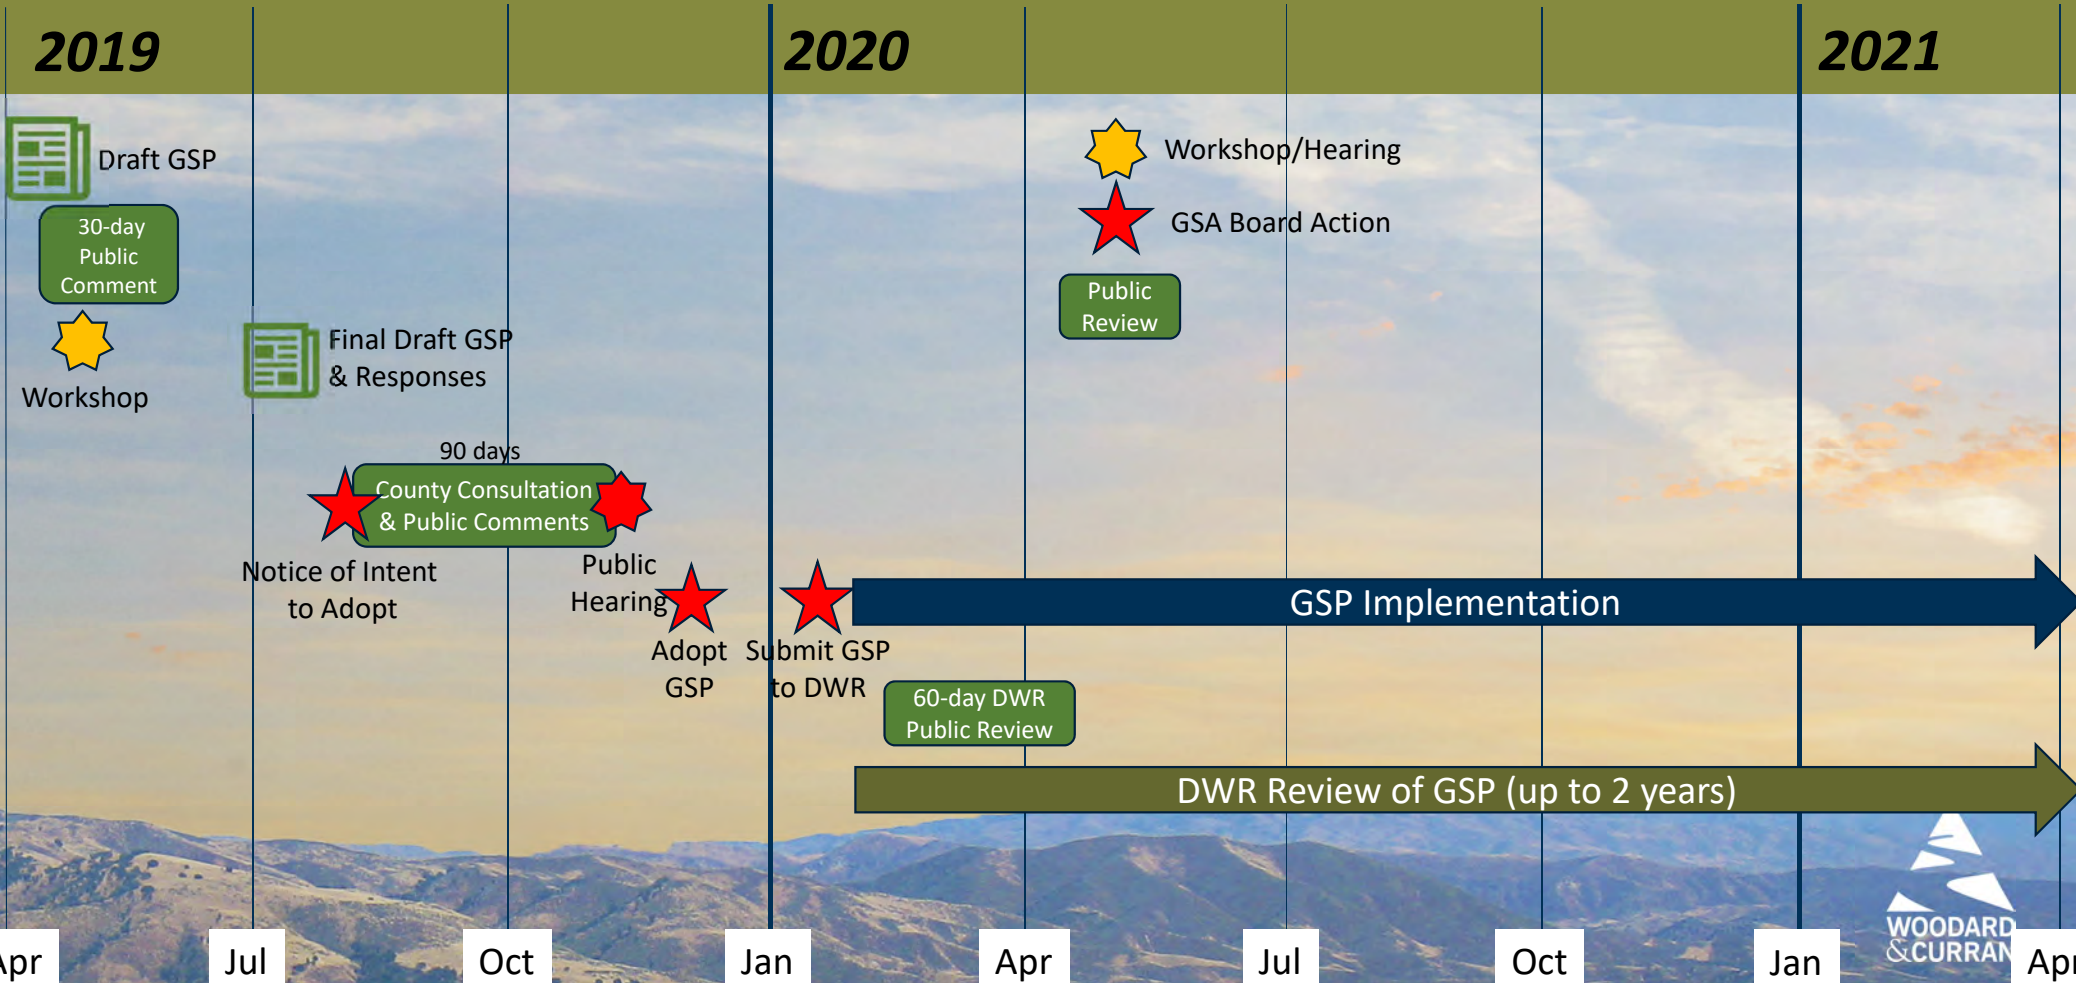 2019
2020
2021
Draft GSP
30-day
Public
Comment
Workshop
Final Draft GSP
& Responses
90 days
County Consultation
& Public Comments
Notice of Intent
to Adopt
Public
Hearing
Adopt
GSP
Submit GSP
to DWR
Workshop/Hearing
GSA Board Action
Public
Review
GSP Implementation
60-day DWR
Public Review
DWR Review of GSP (up to 2 years)
WOODARD
&CURRAN
Apr
Jul
Oct
Jan
Apr
Jul
Oct
Jan
Apr